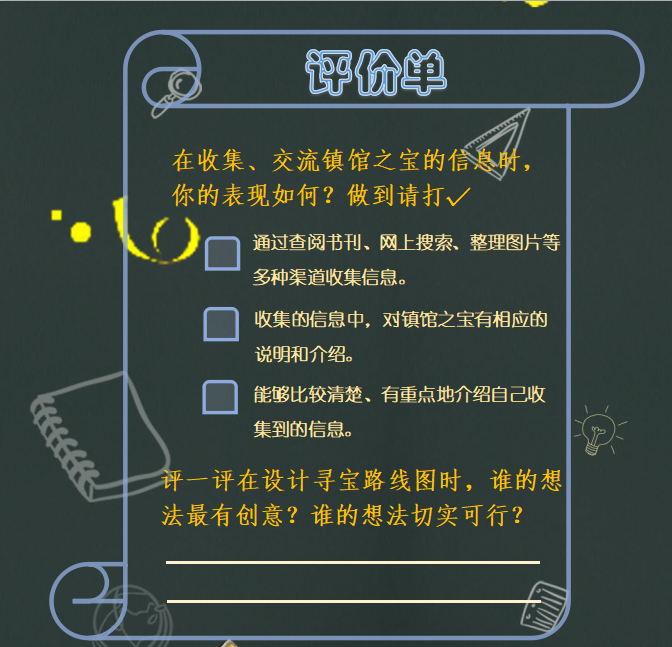 评价单
在收集、交流镇馆之宝的信息时，
你的表现如何？做到请打✓
通过查阅书刊、网上搜索、整理图片等
多种渠道收集信息。
收集的信息中，对镇馆之宝有相应的
说明和介绍。
能够比较清楚、有重点地介绍自己收
集到的信息。
评一评在设计寻宝路线图时，谁的想
法最有创意？谁的想法切实可行？